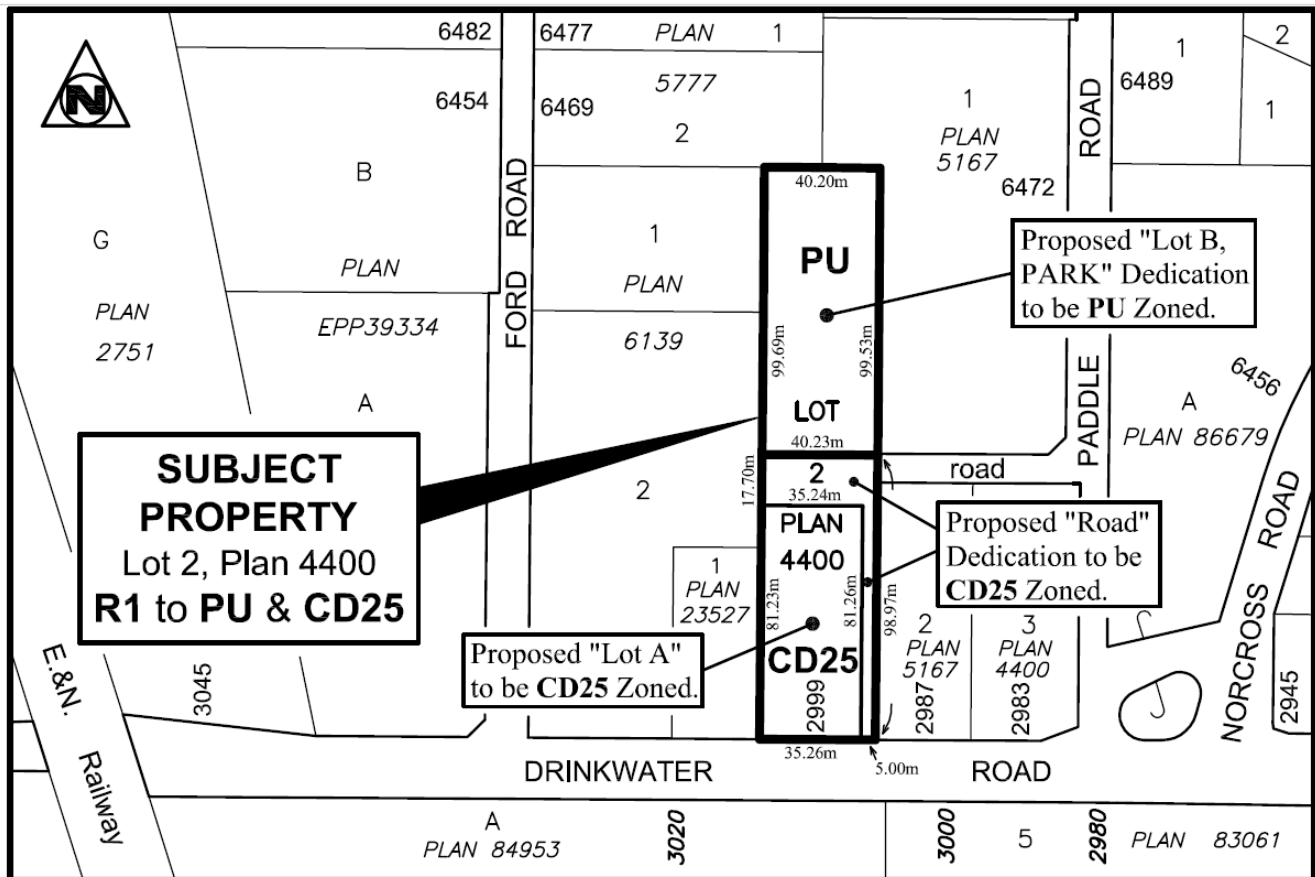 6482
6477
PLAN
1
1
2
6489
1
5777
6454
6469
2
1
PLAN
5167
6472
ROAD
N
B
G
PLAN
2751
PLAN
EPP39334
A
FORD ROAD
1
PLAN
6139
2
40.20m
PU
99.69m
99.53m
LOT
40.23m
Proposed "Lot B,
PARK" Dedication
to be PU Zoned.
PADDLE
6456
A
PLAN 86679
NORCROSS ROAD
SUBJECT
PROPERTY
Lot 2, Plan 4400
R1 to PU & CD25
17.70m
2
35.24m
PLAN
4400
81.23m
81.26m
98.97m
CD25
2999
road
Proposed "Road"
Dedication to be
CD25 Zoned.
1
PLAN
23527
Proposed "Lot A"
to be CD25 Zoned.
2
PLAN
5167
2987
3
PLAN
4400
2983
2945
3045
E.&N. Railway
35.26m
5.00m
DRINKWATER ROAD
A
PLAN 84953
3020
3000
5
2980
PLAN 83061